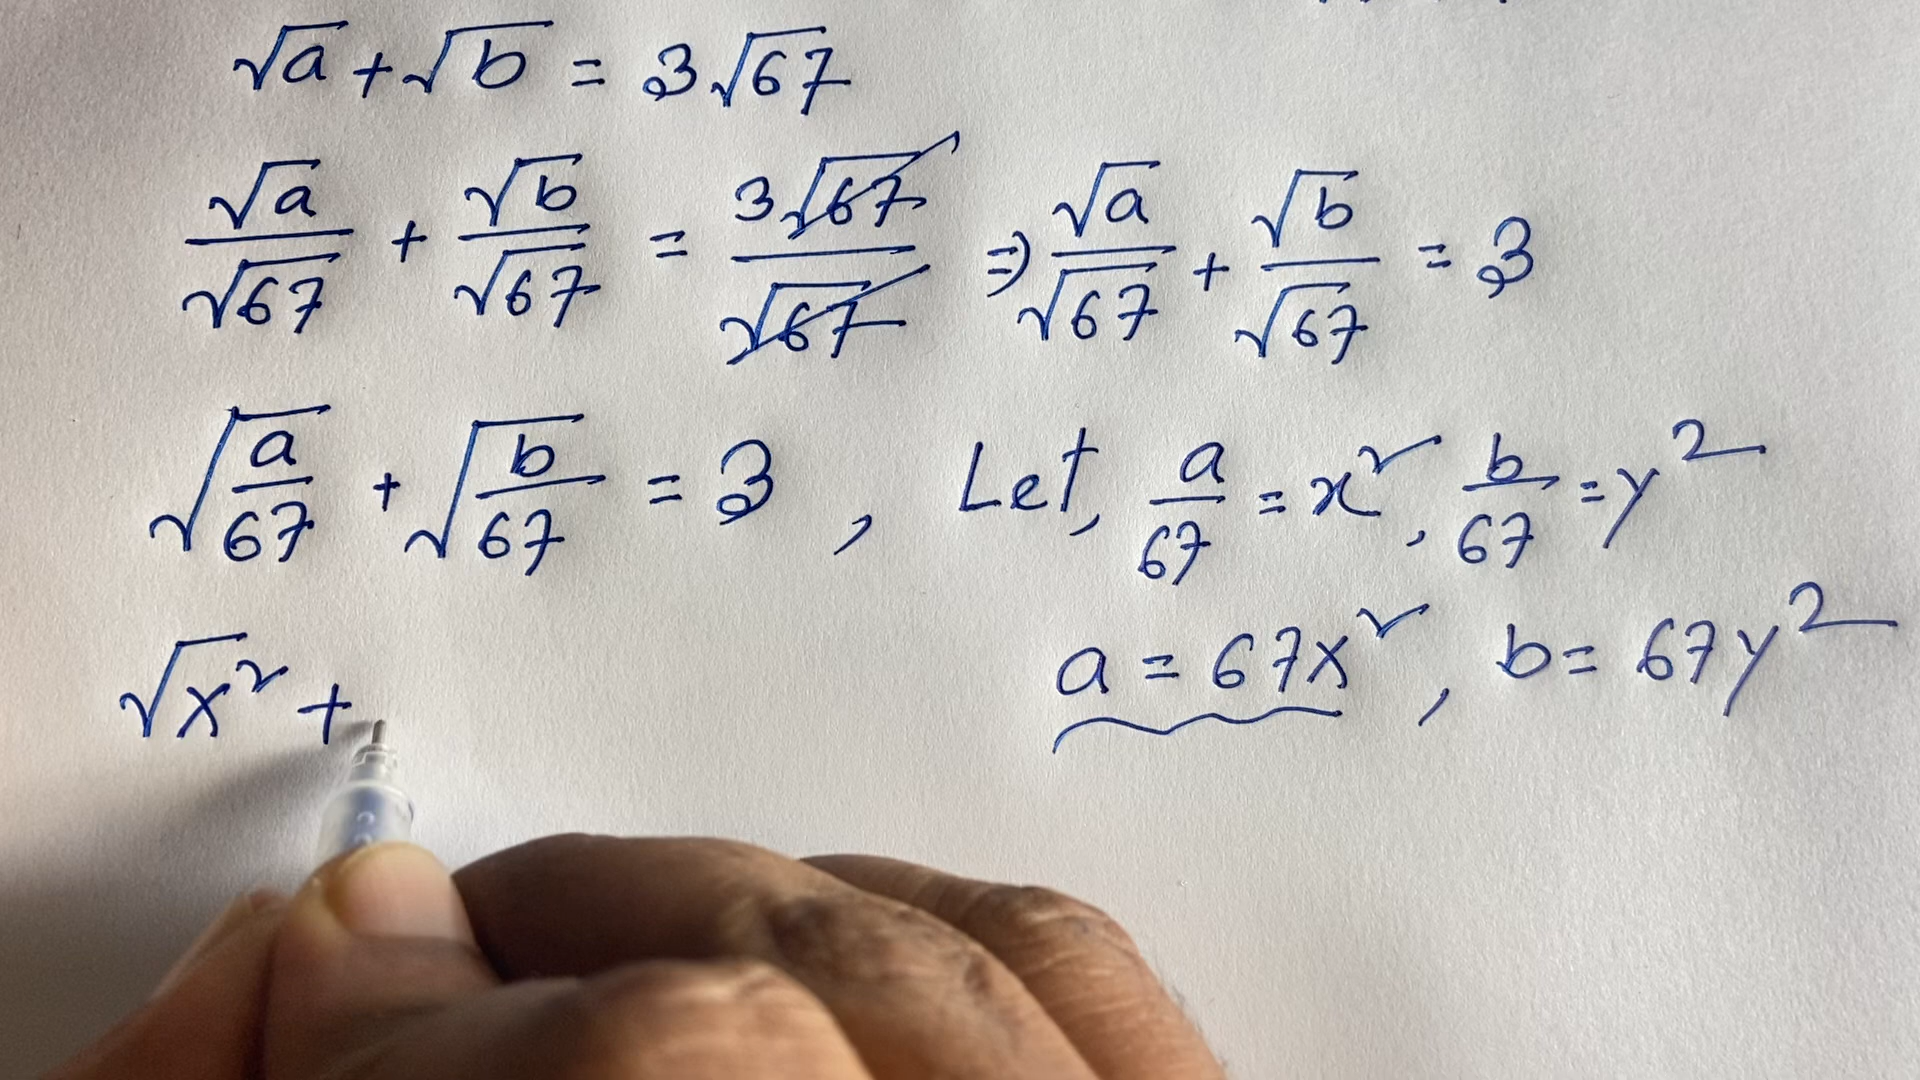 √a + √b = 3√67
√a/√67 + √b/√67 = 3√67/√67 ⇒ √a/√67 + √b/√67 = 3
√(a/67) + √(b/67) = 3 , Let, a/67 = x², b/67 = y²
a = 67x² , b = 67y²
√x² +